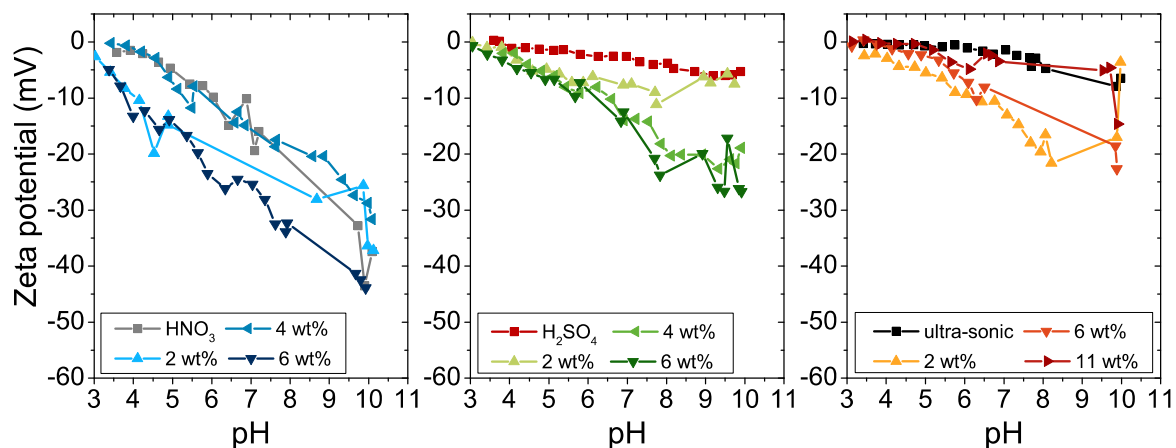 Zeta potential (mV)
0
-10
-20
-30
-40
-50
-60
HNO3 4 wt%
2 wt% 6 wt%
3 4 5 6 7 8 9 10 11
pH
0
-10
-20
-30
-40
-50
-60
H2SO4 4 wt%
2 wt% 6 wt%
3 4 5 6 7 8 9 10 11
pH
0
-10
-20
-30
-40
-50
-60
ultra-sonic 6 wt%
2 wt% 11 wt%
3 4 5 6 7 8 9 10 11
pH